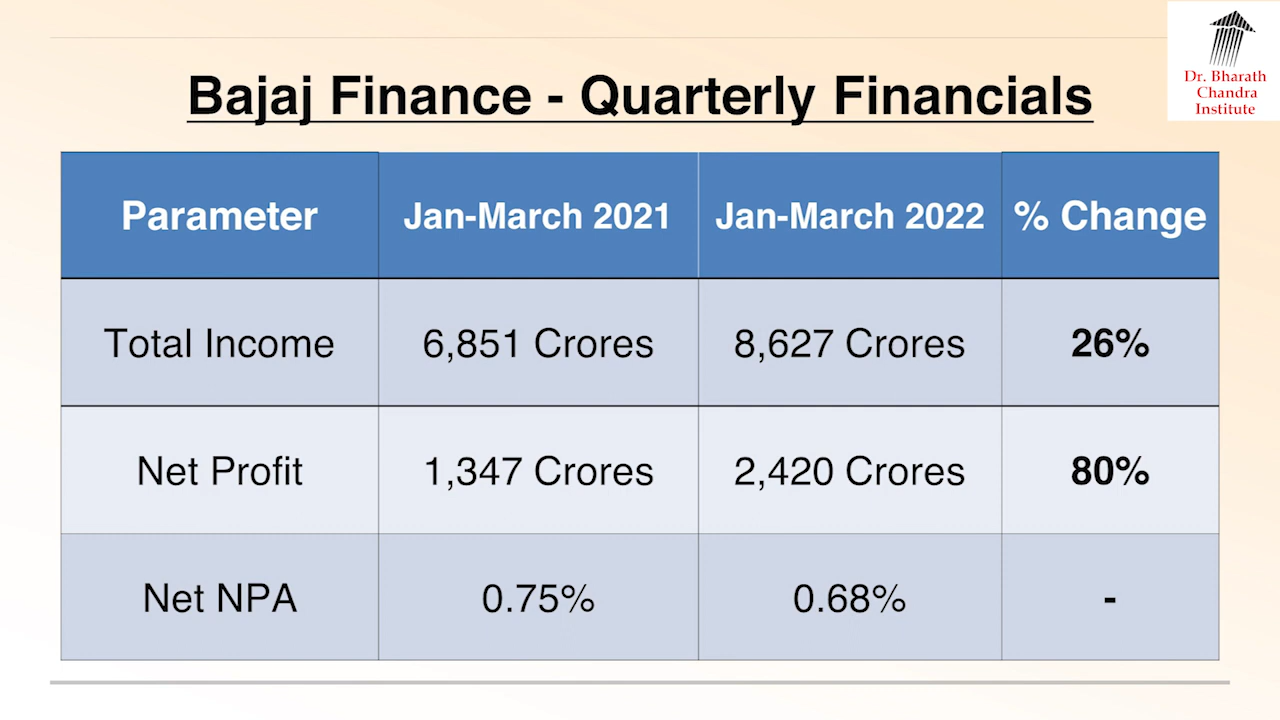 Dr. Bharath
Chandra
Institute
Bajaj Finance - Quarterly Financials
Parameter Jan-March 2021 Jan-March 2022 % Change
Total Income 6,851 Crores 8,627 Crores 26%
Net Profit 1,347 Crores 2,420 Crores 80%
Net NPA 0.75% 0.68% -